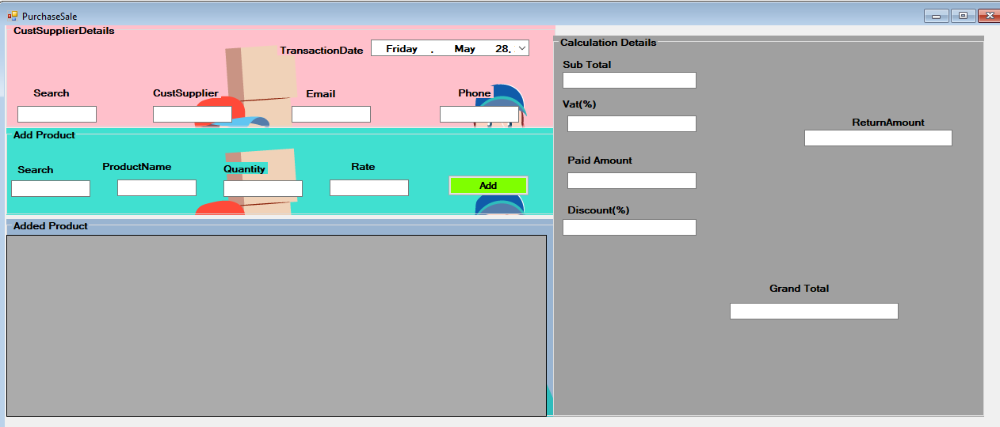 PurchaseSale
CustSupplierDetails
TransactionDate
Friday , May 28,
Search
CustSupplier
Email
Phone
Add Product
Search
ProductName
Quantity
Rate
Add
Added Product
Calculation Details
Sub Total
Vat(%)
ReturnAmount
Paid Amount
Discount(%)
Grand Total